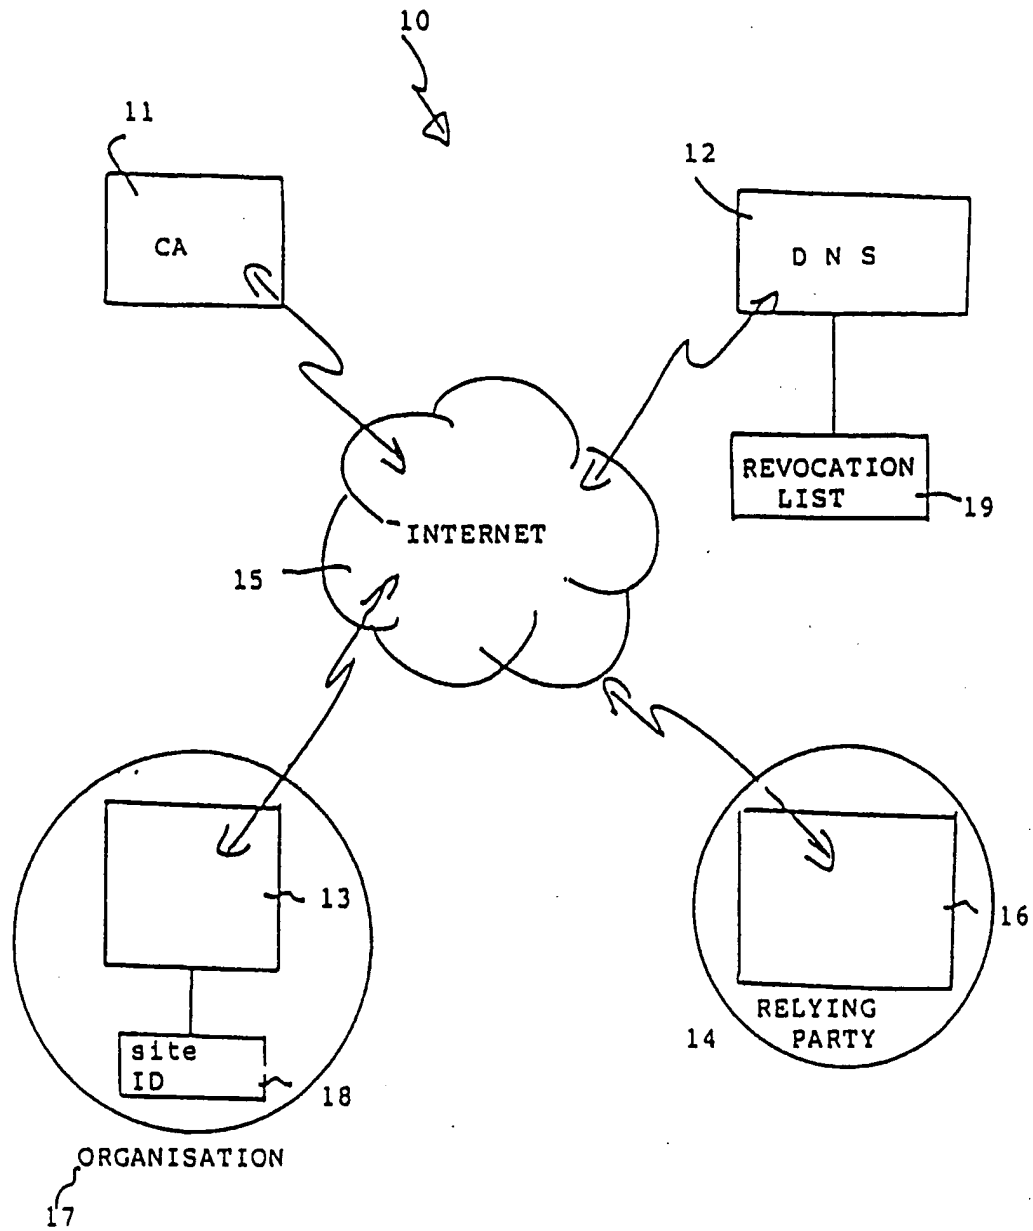 10
11
CA
12
D N S
REVOCATION
LIST
19
INTERNET
15
13
site
ID
18
ORGANISATION
17
16
RELYING
PARTY
14